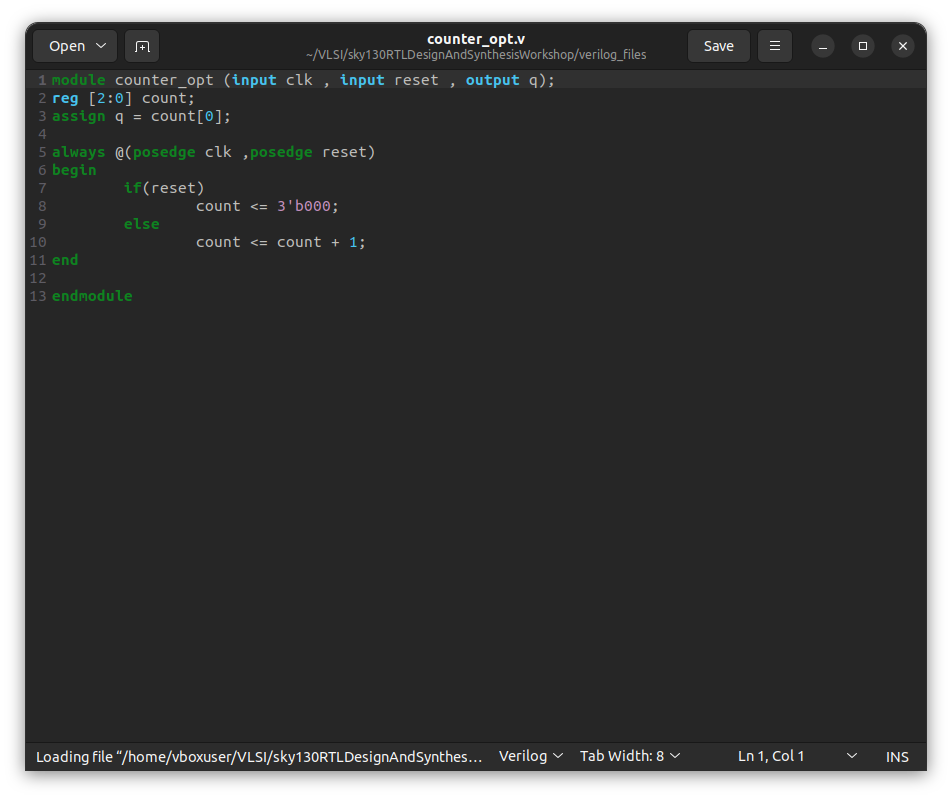 Open
counter_opt.v
~/VLSI/sky130RTLDesignAndSynthesisWorkshop/verilog_files
Save
1 module counter_opt (input clk , input reset , output q);
2 reg [2:0] count;
3 assign q = count[0];
4
5 always @(posedge clk ,posedge reset)
6 begin
7         if(reset)
8                 count <= 3'b000;
9         else
10                 count <= count + 1;
11 end
12
13 endmodule
Loading file “/home/vboxuser/VLSI/sky130RTLDesignAndSynthes… Verilog Tab Width: 8 Ln 1, Col 1 INS